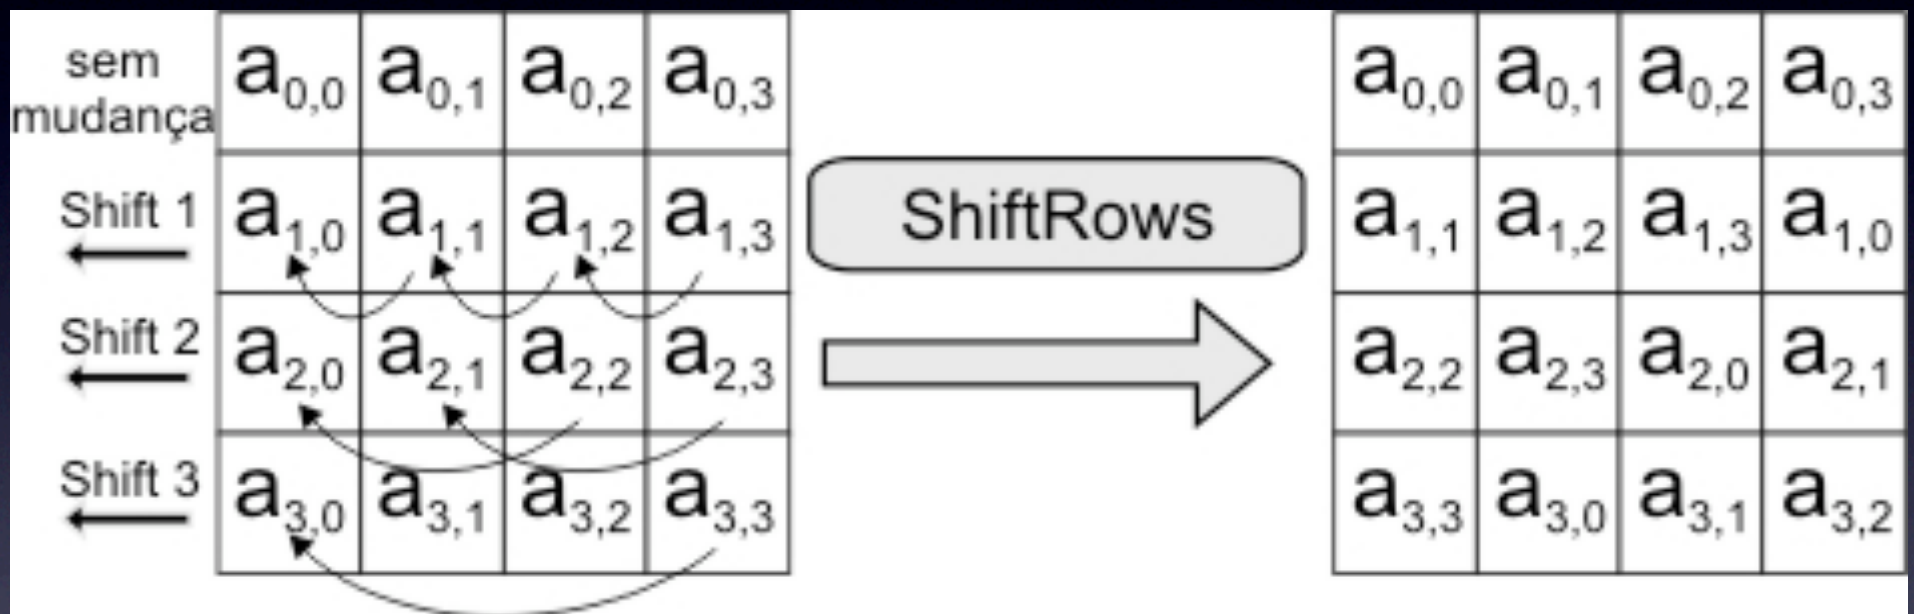 sem
mudança
a0,0 a0,1 a0,2 a0,3
Shift 1
a1,0 a1,1 a1,2 a1,3
Shift 2
a2,0 a2,1 a2,2 a2,3
Shift 3
a3,0 a3,1 a3,2 a3,3
ShiftRows
a0,0 a0,1 a0,2 a0,3
a1,1 a1,2 a1,3 a1,0
a2,2 a2,3 a2,0 a2,1
a3,3 a3,0 a3,1 a3,2